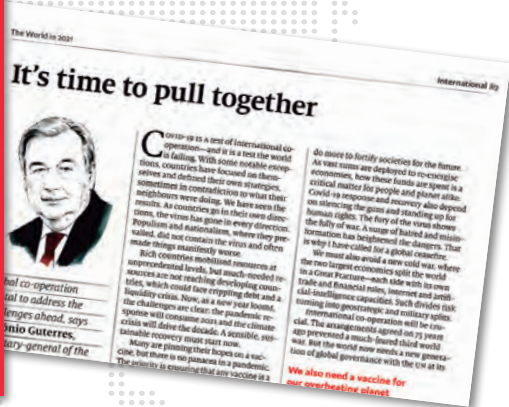 The World in 2021
International 87
It's time to pull together
bal co-operation
tal to address the
lenges ahead, says
ónio Guterres,
tary-general of the
COVID-19 IS A test of international co-
operation—and it is a test the world
is failing. With some notable excep-
tions, countries have focused on them-
selves and defined their own strategies,
sometimes in contradiction to what their
neighbours were doing. We have seen the
results. As countries go in their own direc-
tions, the virus has gone in every direction.
Populism and nationalism, where they pre-
vailed, did not contain the virus and often
made things manifestly worse.
Rich countries mobilised resources at
unprecedented levels, but much-needed re-
sources are not reaching developing coun-
tries, which could face crippling debt and a
liquidity crisis. Now, as a new year looms,
the challenges are clear: the pandemic re-
sponse will consume 2021 and the climate
crisis will drive the decade. A sensible, sus-
tainable recovery must start now.
Many are pinning their hopes on a vac-
cine, but there is no panacea in a pandemic.
The priority is ensuring that any vaccine is a
do more to fortify societies for the future.
As vast sums are deployed to re-energise
economies, how these funds are spent is a
critical matter for people and planet alike.
Covid-19 response and recovery also depend
on silencing the guns and standing up for
human rights. The fury of the virus shows
the folly of war. A surge of hatred and misin-
formation has heightened the dangers. That
is why I have called for a global ceasefire.
We must also avoid a new cold war, where
the two largest economies split the world
in a Great Fracture—each side with its own
trade and financial rules, internet and artifi-
cial-intelligence capacities. Such divides risk
turning into geostrategic and military splits.
International co-operation will be cru-
cial. The arrangements agreed on 75 years
ago prevented a much-feared third world
war. But the world now needs a new genera-
tion of global governance with the UN at its
We also need a vaccine for
our overheating planet